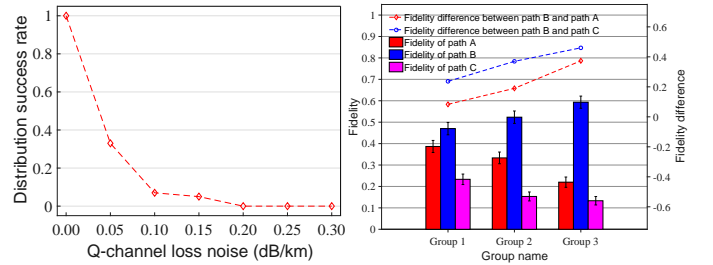 Distribution success rate
1
0.8
0.6
0.4
0.2
0
0.00 0.05 0.10 0.15 0.20 0.25 0.30
Q-channel loss noise (dB/km)
Fidelity
1
0.9
0.8
0.7
0.6
0.5
0.4
0.3
0.2
0.1
0
Fidelity difference between path B and path A
Fidelity difference between path B and path C
Fidelity of path A
Fidelity of path B
Fidelity of path C
0.6
0.4
0.2
0
-0.2
-0.4
-0.6
Fidelity difference
Group 1 Group 2 Group 3
Group name